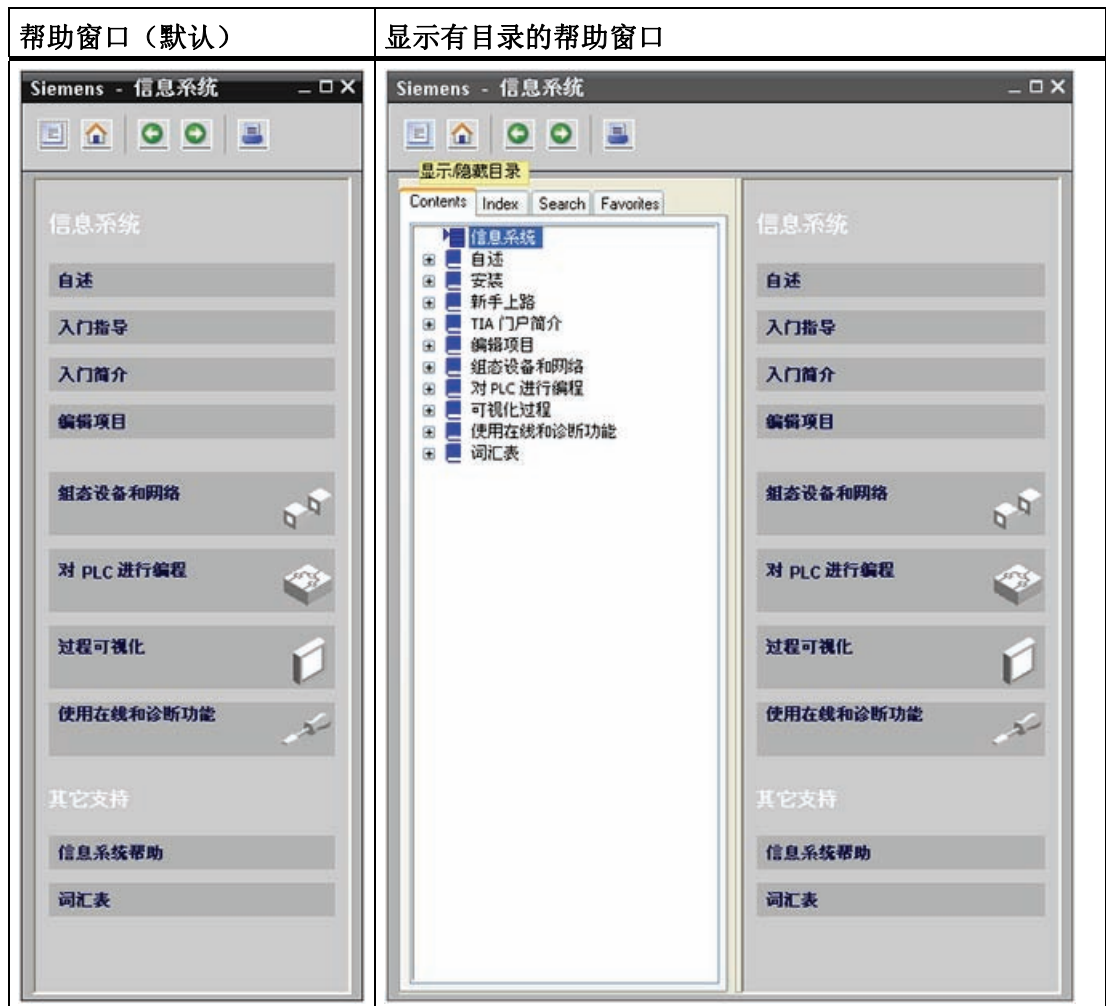 帮助窗口（默认）
显示有目录的帮助窗口
Siemens - 信息系统
信息系统
自述
入门指导
入门简介
编辑项目
组态设备和网络
对 PLC 进行编程
过程可视化
使用在线和诊断功能
其它支持
信息系统帮助
词汇表
Siemens - 信息系统
显示/隐藏目录
Contents Index Search Favorites
信息系统
自述
安装
新手上路
TIA 门户简介
编辑项目
组态设备和网络
对 PLC 进行编程
可视化过程
使用在线和诊断功能
词汇表
信息系统
自述
入门指导
入门简介
编辑项目
组态设备和网络
对 PLC 进行编程
过程可视化
使用在线和诊断功能
其它支持
信息系统帮助
词汇表